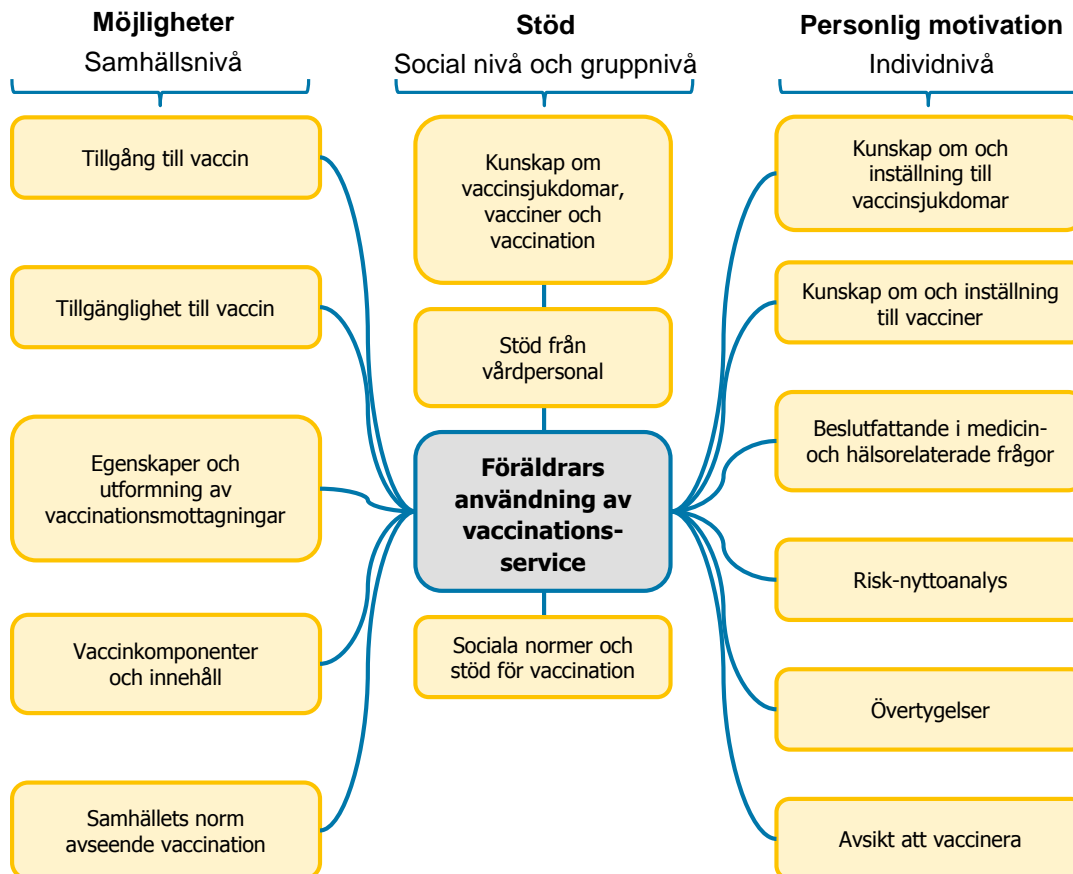 Möjligheter
Samhällsnivå
Tillgång till vaccin
Tillgänglighet till vaccin
Egenskaper och
utformning av
vaccinationsmottagningar
Vaccinkomponenter
och innehåll
Samhällets norm
avseende vaccination
Stöd
Social nivå och gruppnivå
Kunskap om
vaccinsjukdomar,
vacciner och
vaccination
Stöd från
vårdpersonal
Föräldrars
användning av
vaccinations-
service
Sociala normer och
stöd för vaccination
Personlig motivation
Individnivå
Kunskap om och
inställning till
vaccinsjukdomar
Kunskap om och inställning
till vacciner
Beslutfattande i medicin-
och hälsorelaterade frågor
Risk-nyttoanalys
Övertygelser
Avsikt att vaccinera